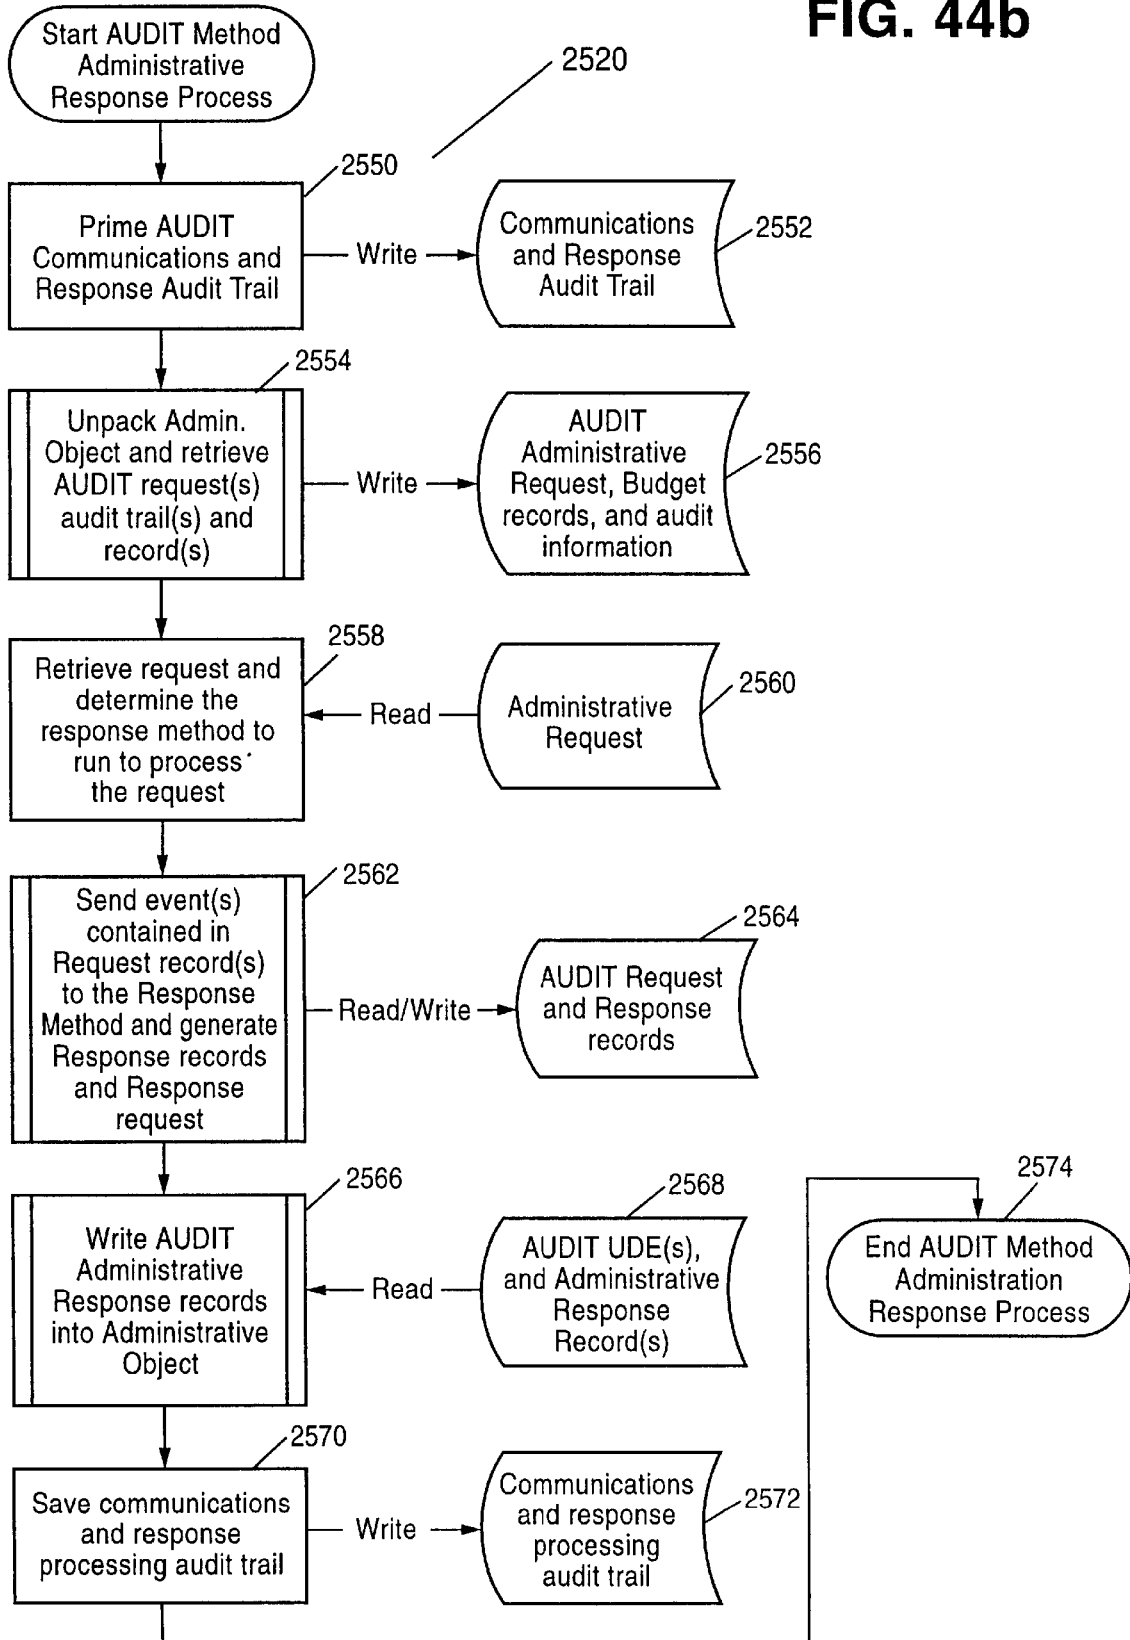 FIG. 44b
Start AUDIT Method
Administrative
Response Process
2520
2550
Prime AUDIT
Communications and
Response Audit Trail
Write
Communications
and Response
Audit Trail
2552
2554
Unpack Admin.
Object and retrieve
AUDIT request(s)
audit trail(s) and
record(s)
Write
AUDIT
Administrative
Request, Budget
records, and audit
information
2556
2558
Retrieve request and
determine the
response method to
run to process
the request
Read
Administrative
Request
2560
2562
Send event(s)
contained in
Request record(s)
to the Response
Method and generate
Response records
and Response
request
Read/Write
AUDIT Request
and Response
records
2564
2566
Write AUDIT
Administrative
Response records
into Administrative
Object
Read
AUDIT UDE(s),
and Administrative
Response
Record(s)
2568
2570
Save communications
and response
processing audit trail
Write
Communications
and response
processing
audit trail
2572
2574
End AUDIT Method
Administration
Response Process